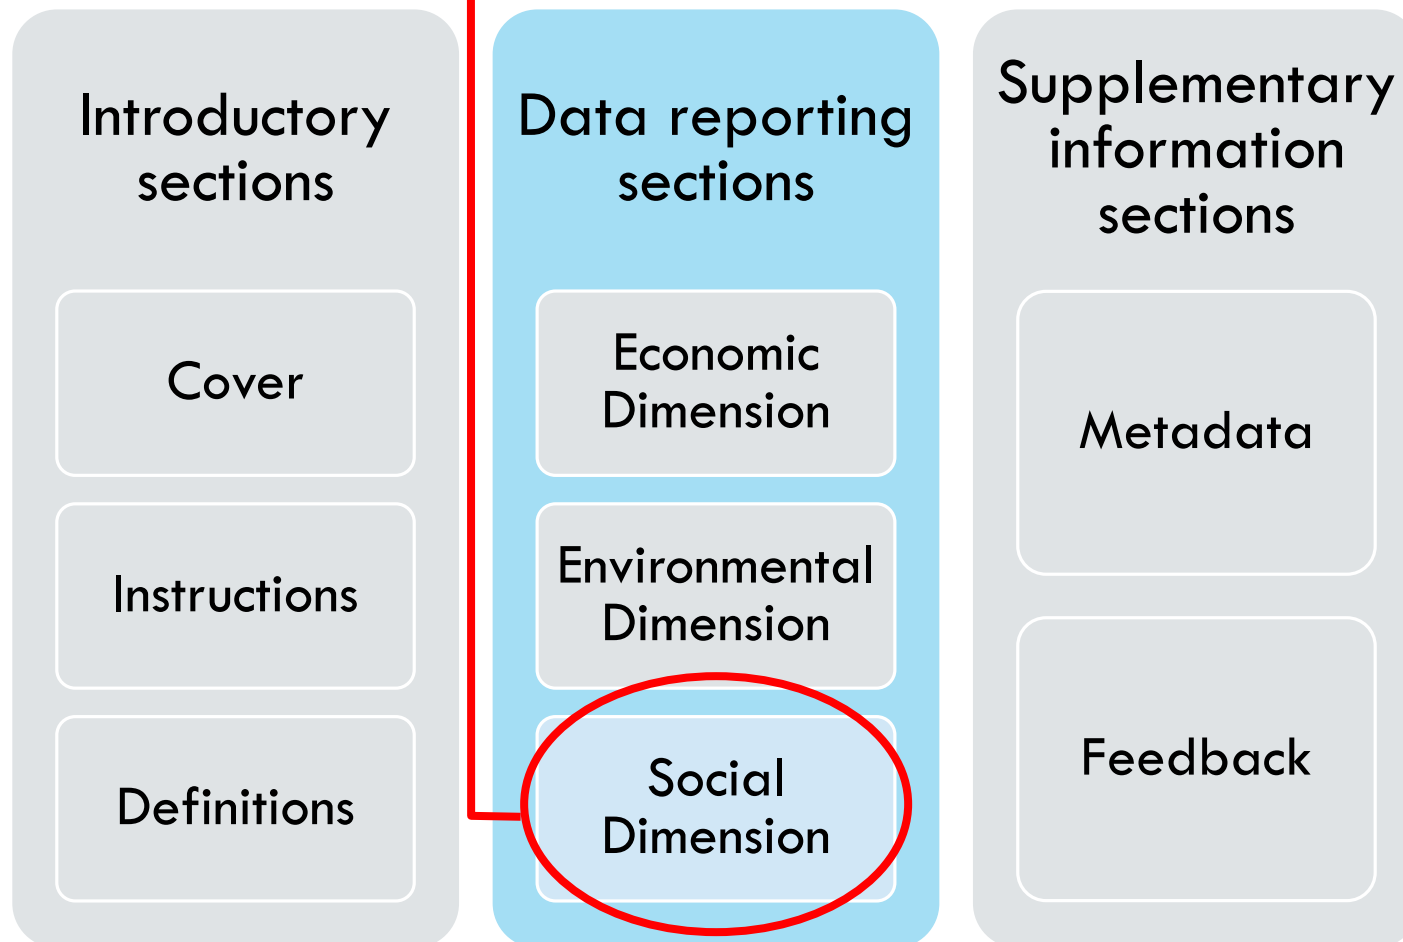 Introductory
sections
Cover
Instructions
Definitions
Data reporting
sections
Economic
Dimension
Environmental
Dimension
Social
Dimension
Supplementary
information
sections
Metadata
Feedback